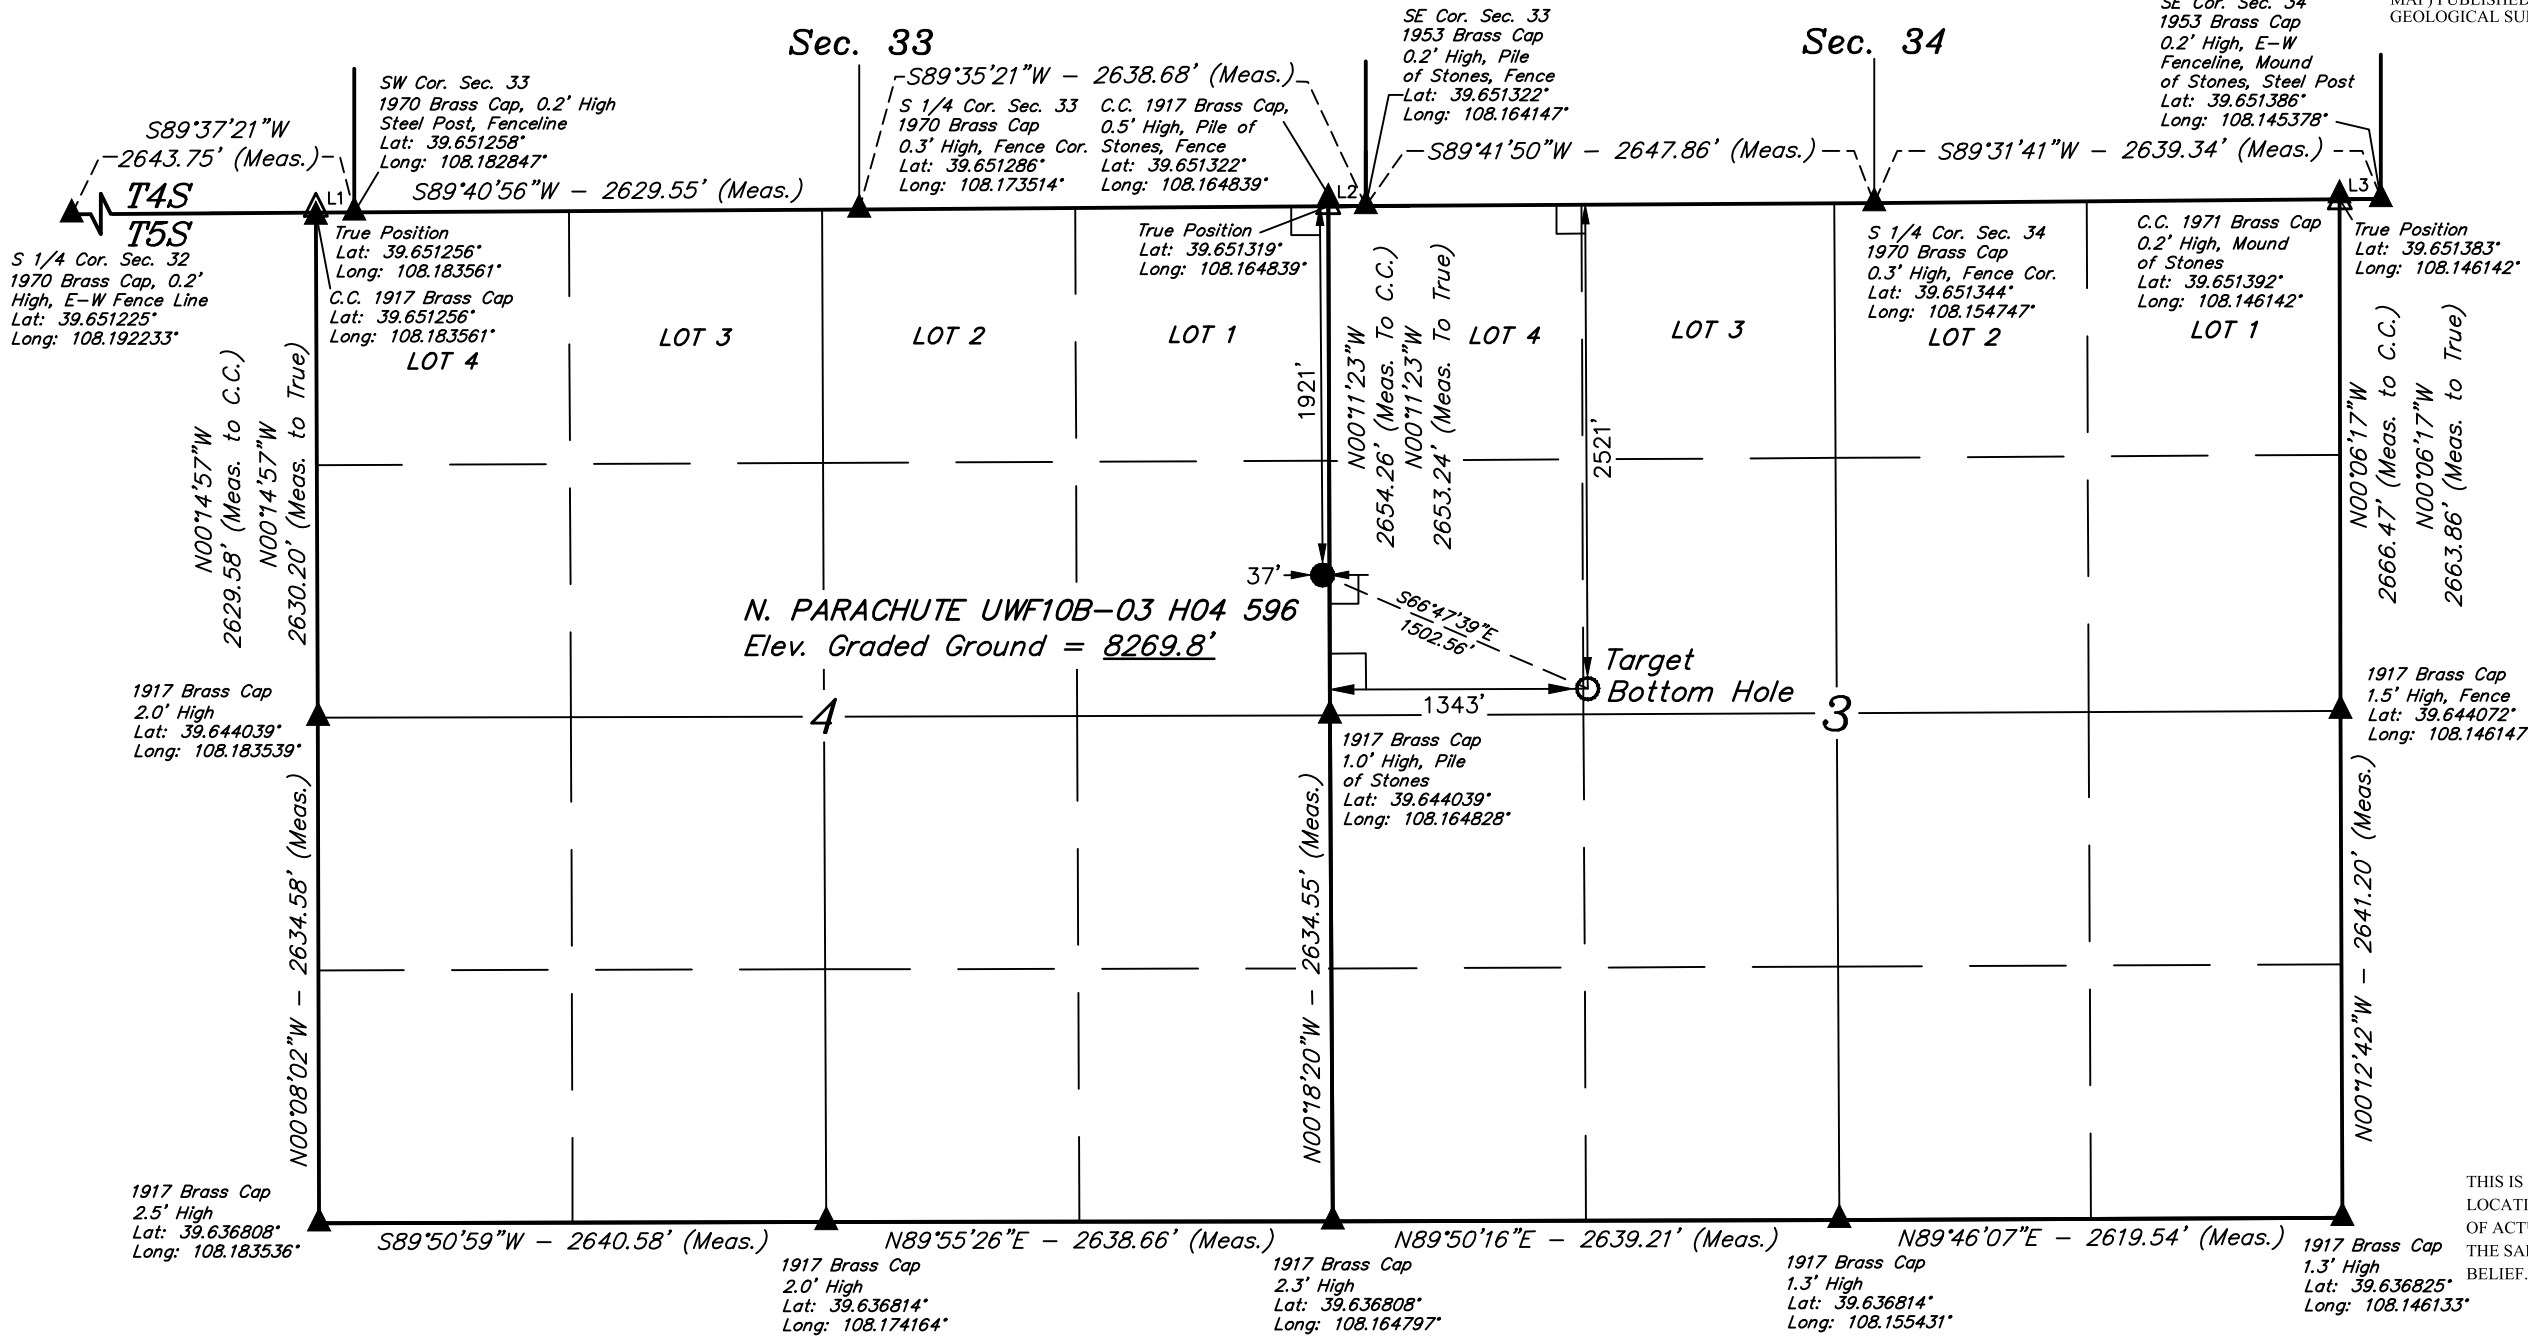 MAP) PUBLISHED
GEOLOGICAL
Sec. 33
Sec. 34
SE Cor. Sec. 33
1953 Brass Cap
0.2' High, Pile
of Stones, Fence
Lat: 39.651322°
Long: 108.164147°
SE Cor. Sec. 34
1953 Brass Cap
0.2' High, E-W
Fenceline, Mound
of Stones, Steel Post
Lat: 39.651386°
Long: 108.145378°
SW Cor. Sec. 33
1970 Brass Cap, 0.2' High
Steel Post, Fenceline
Lat: 39.651258°
Long: 108.182847°
S89°35'21"W - 2638.68' (Meas.)
S 1/4 Cor. Sec. 33
1970 Brass Cap
0.3' High, Fence Cor.
Lat: 39.651286°
Long: 108.173514°
C.C. 1917 Brass Cap,
0.5' High, Pile of
Stones, Fence
Lat: 39.651322°
Long: 108.164839°
S89°37'21"W
2643.75' (Meas.)
S89°40'56"W - 2629.55' (Meas.)
S89°41'50"W - 2647.86' (Meas.)
S89°31'41"W - 2639.34' (Meas.)
T4S
T5S
L1
L2
L3
S 1/4 Cor. Sec. 32
1970 Brass Cap, 0.2'
High, E-W Fence Line
Lat: 39.651225°
Long: 108.192233°
True Position
Lat: 39.651256°
Long: 108.183561°
C.C. 1917 Brass Cap
Lat: 39.651256°
Long: 108.183561°
True Position
Lat: 39.651319°
Long: 108.164839°
S 1/4 Cor. Sec. 34
1970 Brass Cap
0.3' High, Fence Cor.
Lat: 39.651344°
Long: 108.154747°
C.C. 1971 Brass Cap
0.2' High, Mound
of Stones
Lat: 39.651392°
Long: 108.146142°
True Position
Lat: 39.651383°
Long: 108.146142°
LOT 4
LOT 3
LOT 2
LOT 1
LOT 4
LOT 3
LOT 2
LOT 1
N00°14'57"W
2629.58' (Meas. to C.C.)
N00°14'57"W
2630.20' (Meas. to True)
1921'
N00°11'23"W
2654.26' (Meas. To C.C.)
N00°11'23"W
2653.24' (Meas. To True)
2521'
N00°06'17"W
2666.47' (Meas. to C.C.)
N00°06'17"W
2663.86' (Meas. to True)
37'
N. PARACHUTE UWF10B-03 H04 596
Elev. Graded Ground = 8269.8'
S66°47'39"E
1502.56'
Target
Bottom Hole
1343'
4
3
1917 Brass Cap
2.0' High
Lat: 39.644039°
Long: 108.183539°
1917 Brass Cap
1.0' High, Pile
of Stones
Lat: 39.644039°
Long: 108.164828°
1917 Brass Cap
1.5' High, Fence
Lat: 39.644072°
Long: 108.146147
N00°08'02"W - 2634.58' (Meas.)
N00°18'20"W - 2634.55' (Meas.)
N00°12'42"W - 2641.20' (Meas.)
1917 Brass Cap
2.5' High
Lat: 39.636808°
Long: 108.183536°
S89°50'59"W - 2640.58' (Meas.)
N89°55'26"E - 2638.66' (Meas.)
N89°50'16"E - 2639.21' (Meas.)
N89°46'07"E - 2619.54' (Meas.)
1917 Brass Cap
2.0' High
Lat: 39.636814°
Long: 108.174164°
1917 Brass Cap
2.3' High
Lat: 39.636808°
Long: 108.164797°
1917 Brass Cap
1.3' High
Lat: 39.636814°
Long: 108.155431°
1917 Brass Cap
1.3' High
Lat: 39.636825°
Long: 108.146133°
THIS IS
LOCATI
OF ACT
THE SA
BELIEF.